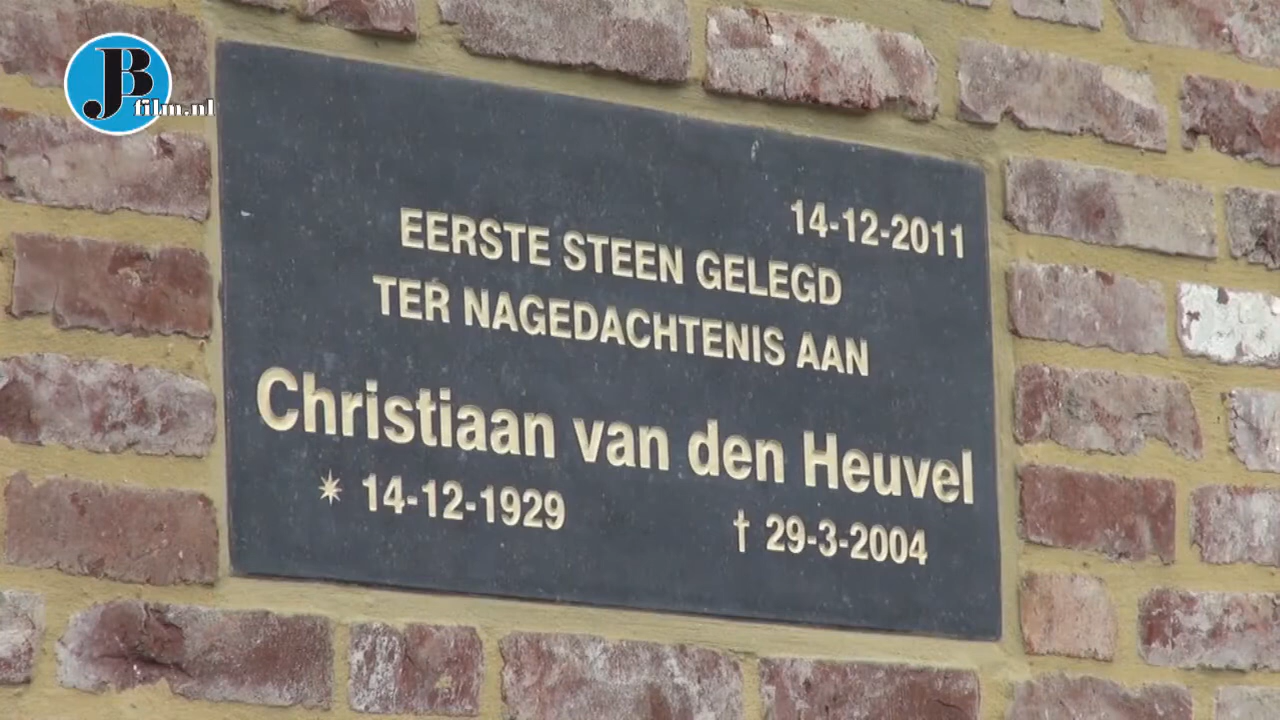 JB
film.nl
14-12-2011
EERSTE STEEN GELEGD
TER NAGEDACHTENIS AAN
Christiaan van den Heuvel
* 14-12-1929 † 29-3-2004